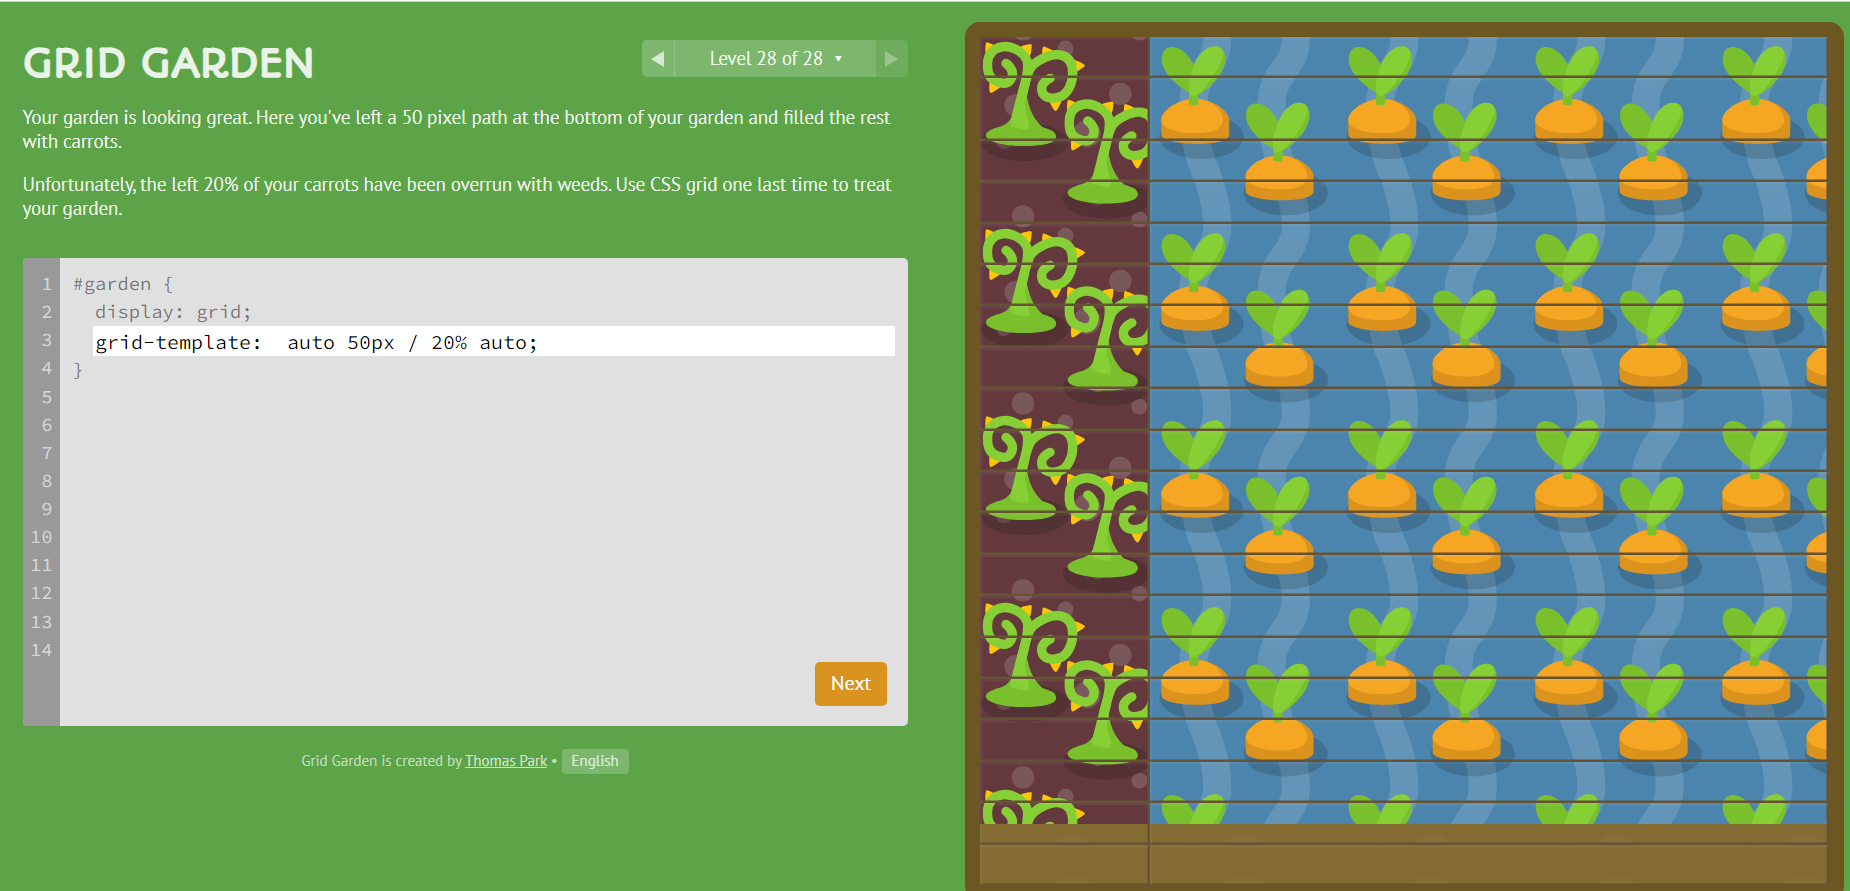 GRID GARDEN
◀ Level 28 of 28 ▼ ▶
Your garden is looking great. Here you've left a 50 pixel path at the bottom of your garden and filled the rest
with carrots.
Unfortunately, the left 20% of your carrots have been overrun with weeds. Use CSS grid one last time to treat
your garden.
1 #garden {
2 display: grid;
3 grid-template:  auto 50px / 20% auto;
4 }
5
6
7
8
9
10
11
12
13
14
Next
Grid Garden is created by Thomas Park • English